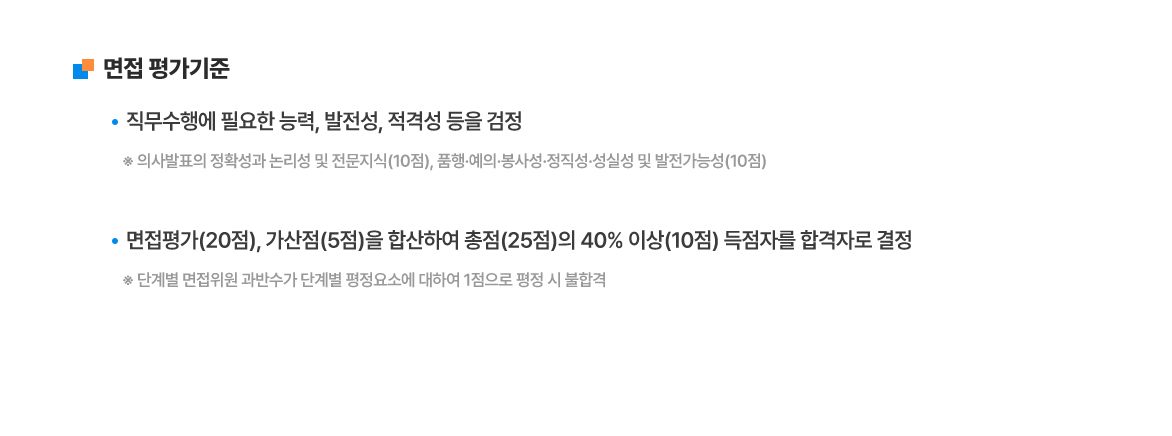 면접 평가기준
• 직무수행에 필요한 능력, 발전성, 적격성 등을 검정
※ 의사발표의 정확성과 논리성 및 전문지식(10점), 품행·예의·봉사성·정직성·성실성 및 발전가능성(10점)
• 면접평가(20점), 가산점(5점)을 합산하여 총점(25점)의 40% 이상(10점) 득점자를 합격자로 결정
※ 단계별 면접위원 과반수가 단계별 평정요소에 대하여 1점으로 평정 시 불합격